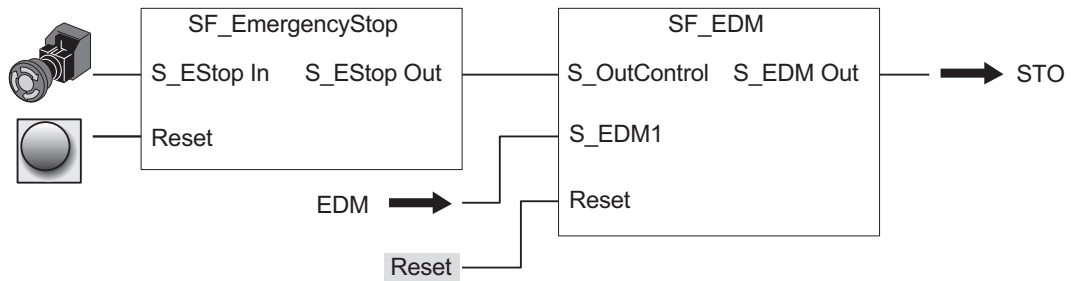 SF_EmergencyStop
SF_EDM
S_EStop In S_EStop Out
S_OutControl S_EDM Out
STO
Reset
S_EDM1
EDM
Reset
Reset